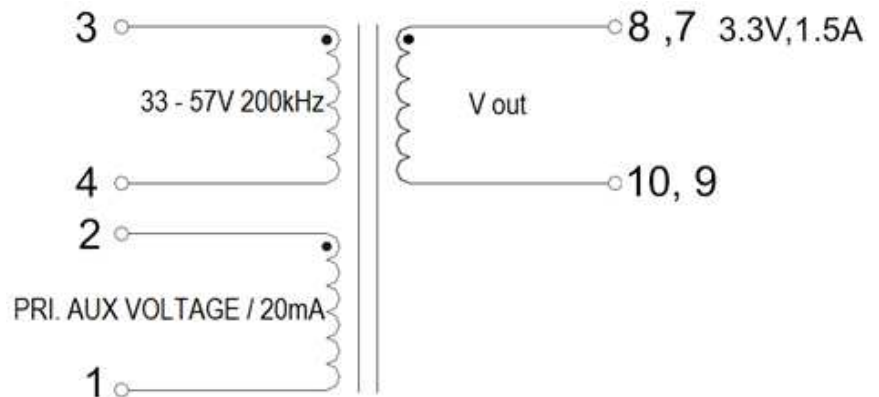 3
8 ,7 3.3V,1.5A
33 - 57V 200kHz
V out
4
10, 9
2
PRI. AUX VOLTAGE / 20mA
1